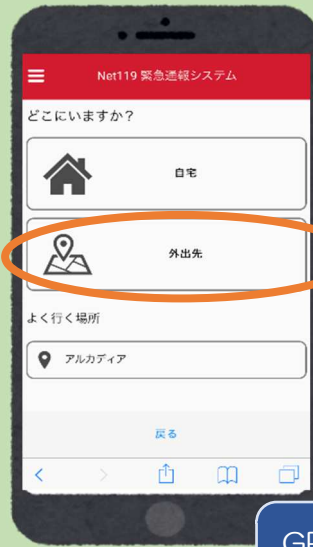 Net119 緊急通報システム
どこにいますか？
自宅
外出先
よく行く場所
アルカディア
戻る